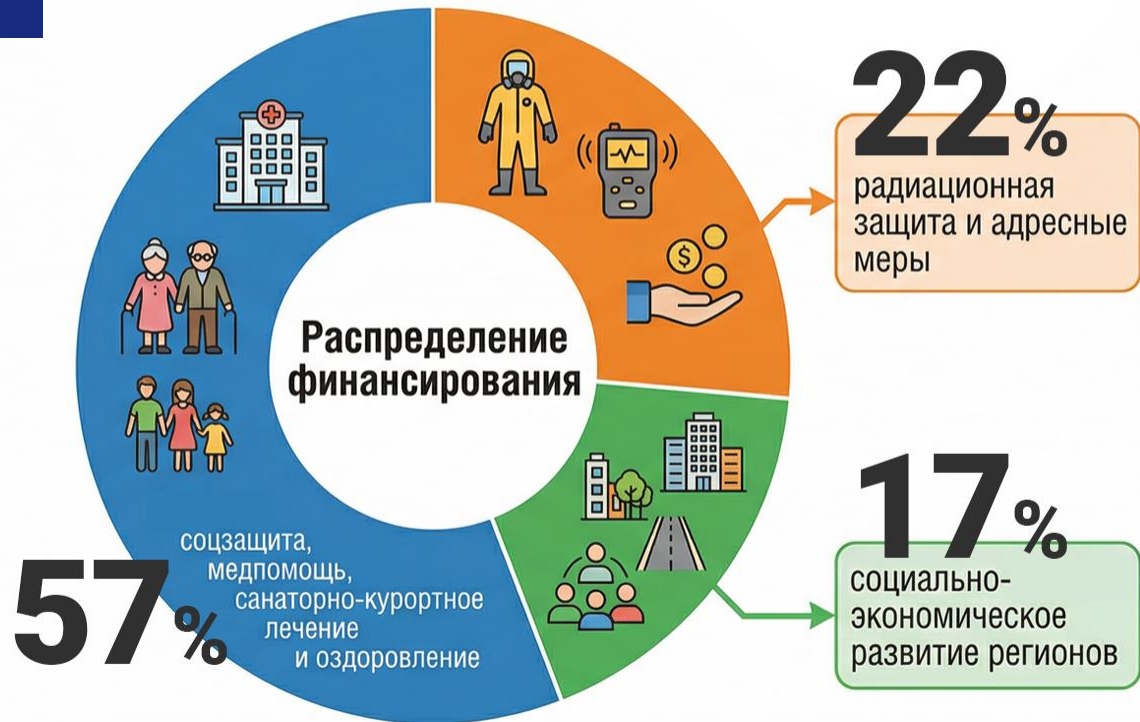 Распределение
финансирования
22%
радиационная
защита и адресные
меры
17%
социально-
экономическое
развитие регионов
57%
соцзащита,
медпомощь,
санаторно-курортное
лечение
и оздоровление
$